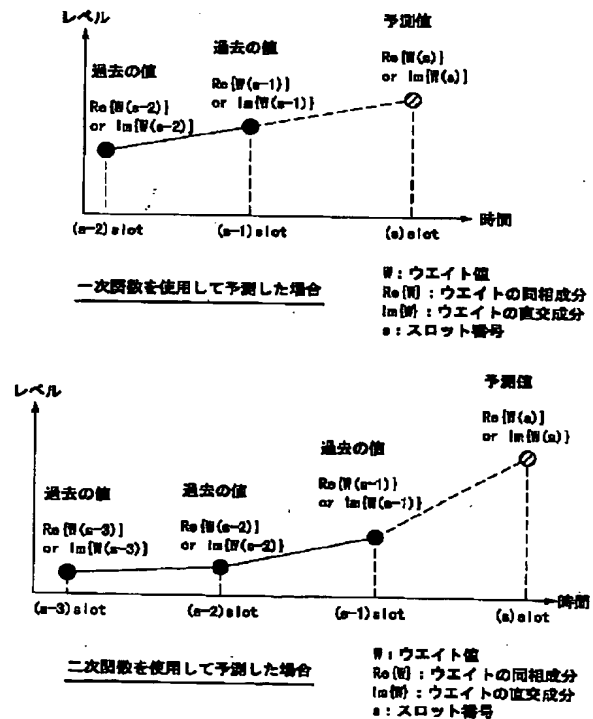 レベル
予測値
Re{W(s)}
or Im{W(s)}
過去の値
Re{W(s-1)}
or Im{W(s-1)}
過去の値
Re{W(s-2)}
or Im{W(s-2)}
時間
(s-2)slot
(s-1)slot
(s)slot
一次関数を使用して予測した場合
W:ウエイト値
Re{W}:ウエイトの同相成分
Im{W}:ウエイトの直交成分
s:スロット番号
レベル
予測値
Re{W(s)}
or Im{W(s)}
過去の値
Re{W(s-1)}
or Im{W(s-1)}
過去の値
Re{W(s-3)}
or Im{W(s-3)}
過去の値
Re{W(s-2)}
or Im{W(s-2)}
時間
(s-3)slot
(s-2)slot
(s-1)slot
(s)slot
二次関数を使用して予測した場合
W:ウエイト値
Re{W}:ウエイトの同相成分
Im{W}:ウエイトの直交成分
s:スロット番号